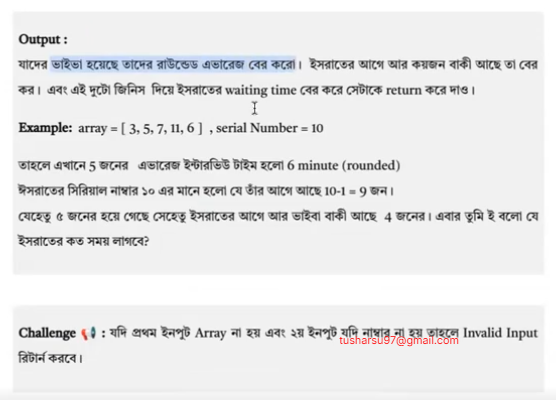 Output :
যাদের ভাইভা হয়েছে তাদের রাউন্ডেড এভারেজ বের করো। ইসরাতের আগে আর কয়জন বাকী আছে তা বের
কর। এবং এই দুটো জিনিস দিয়ে ইসরাতের waiting time বের করে সেটাকে return করে দাও।
Example: array = [ 3, 5, 7, 11, 6 ] , serial Number = 10
তাহলে এখানে 5 জনের এভারেজ ইন্টারভিউ টাইম হলো 6 minute (rounded)
ঈসরাতের সিরিয়াল নাম্বার ১০ এর মানে হলো যে তাঁর আগে আছে 10-1 = 9 জন।
যেহেতু ৫ জনের হয়ে গেছে সেহেতু ইসরাতের আগে আর ভাইবা বাকী আছে 4 জনের। এবার তুমি ই বলো যে
ইসরাতের কত সময় লাগবে?
Challenge 📢 : যদি প্রথম ইনপুট Array না হয় এবং ২য় ইনপুট যদি নাম্বার না হয় তাহলে Invalid Input
tusharsu97@gmail.com
রিটার্ন করবে।